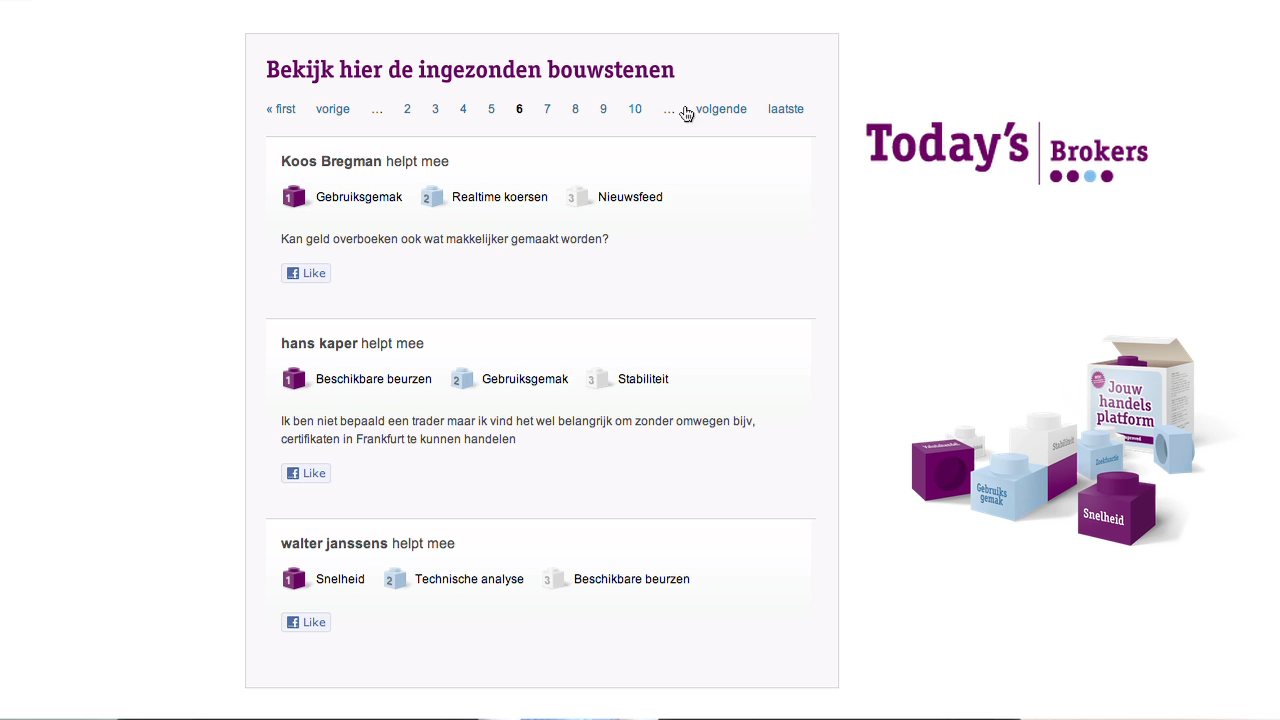 Bekijk hier de ingezonden bouwstenen
« first vorige ... 2 3 4 5 6 7 8 9 10 ... volgende laatste
Koos Bregman helpt mee
1 Gebruiksgemak 2 Realtime koersen 3 Nieuwsfeed
Kan geld overboeken ook wat makkelijker gemaakt worden?
Like
hans kaper helpt mee
1 Beschikbare beurzen 2 Gebruiksgemak 3 Stabiliteit
Ik ben niet bepaald een trader maar ik vind het wel belangrijk om zonder omwegen bijv,
certifikaten in Frankfurt te kunnen handelen
Like
walter janssens helpt mee
1 Snelheid 2 Technische analyse 3 Beschikbare beurzen
Like
Today's Brokers
Jouw
handels
platform
Stabiliteit
Zoekfunctie
Gebruiks
gemak
Snelheid